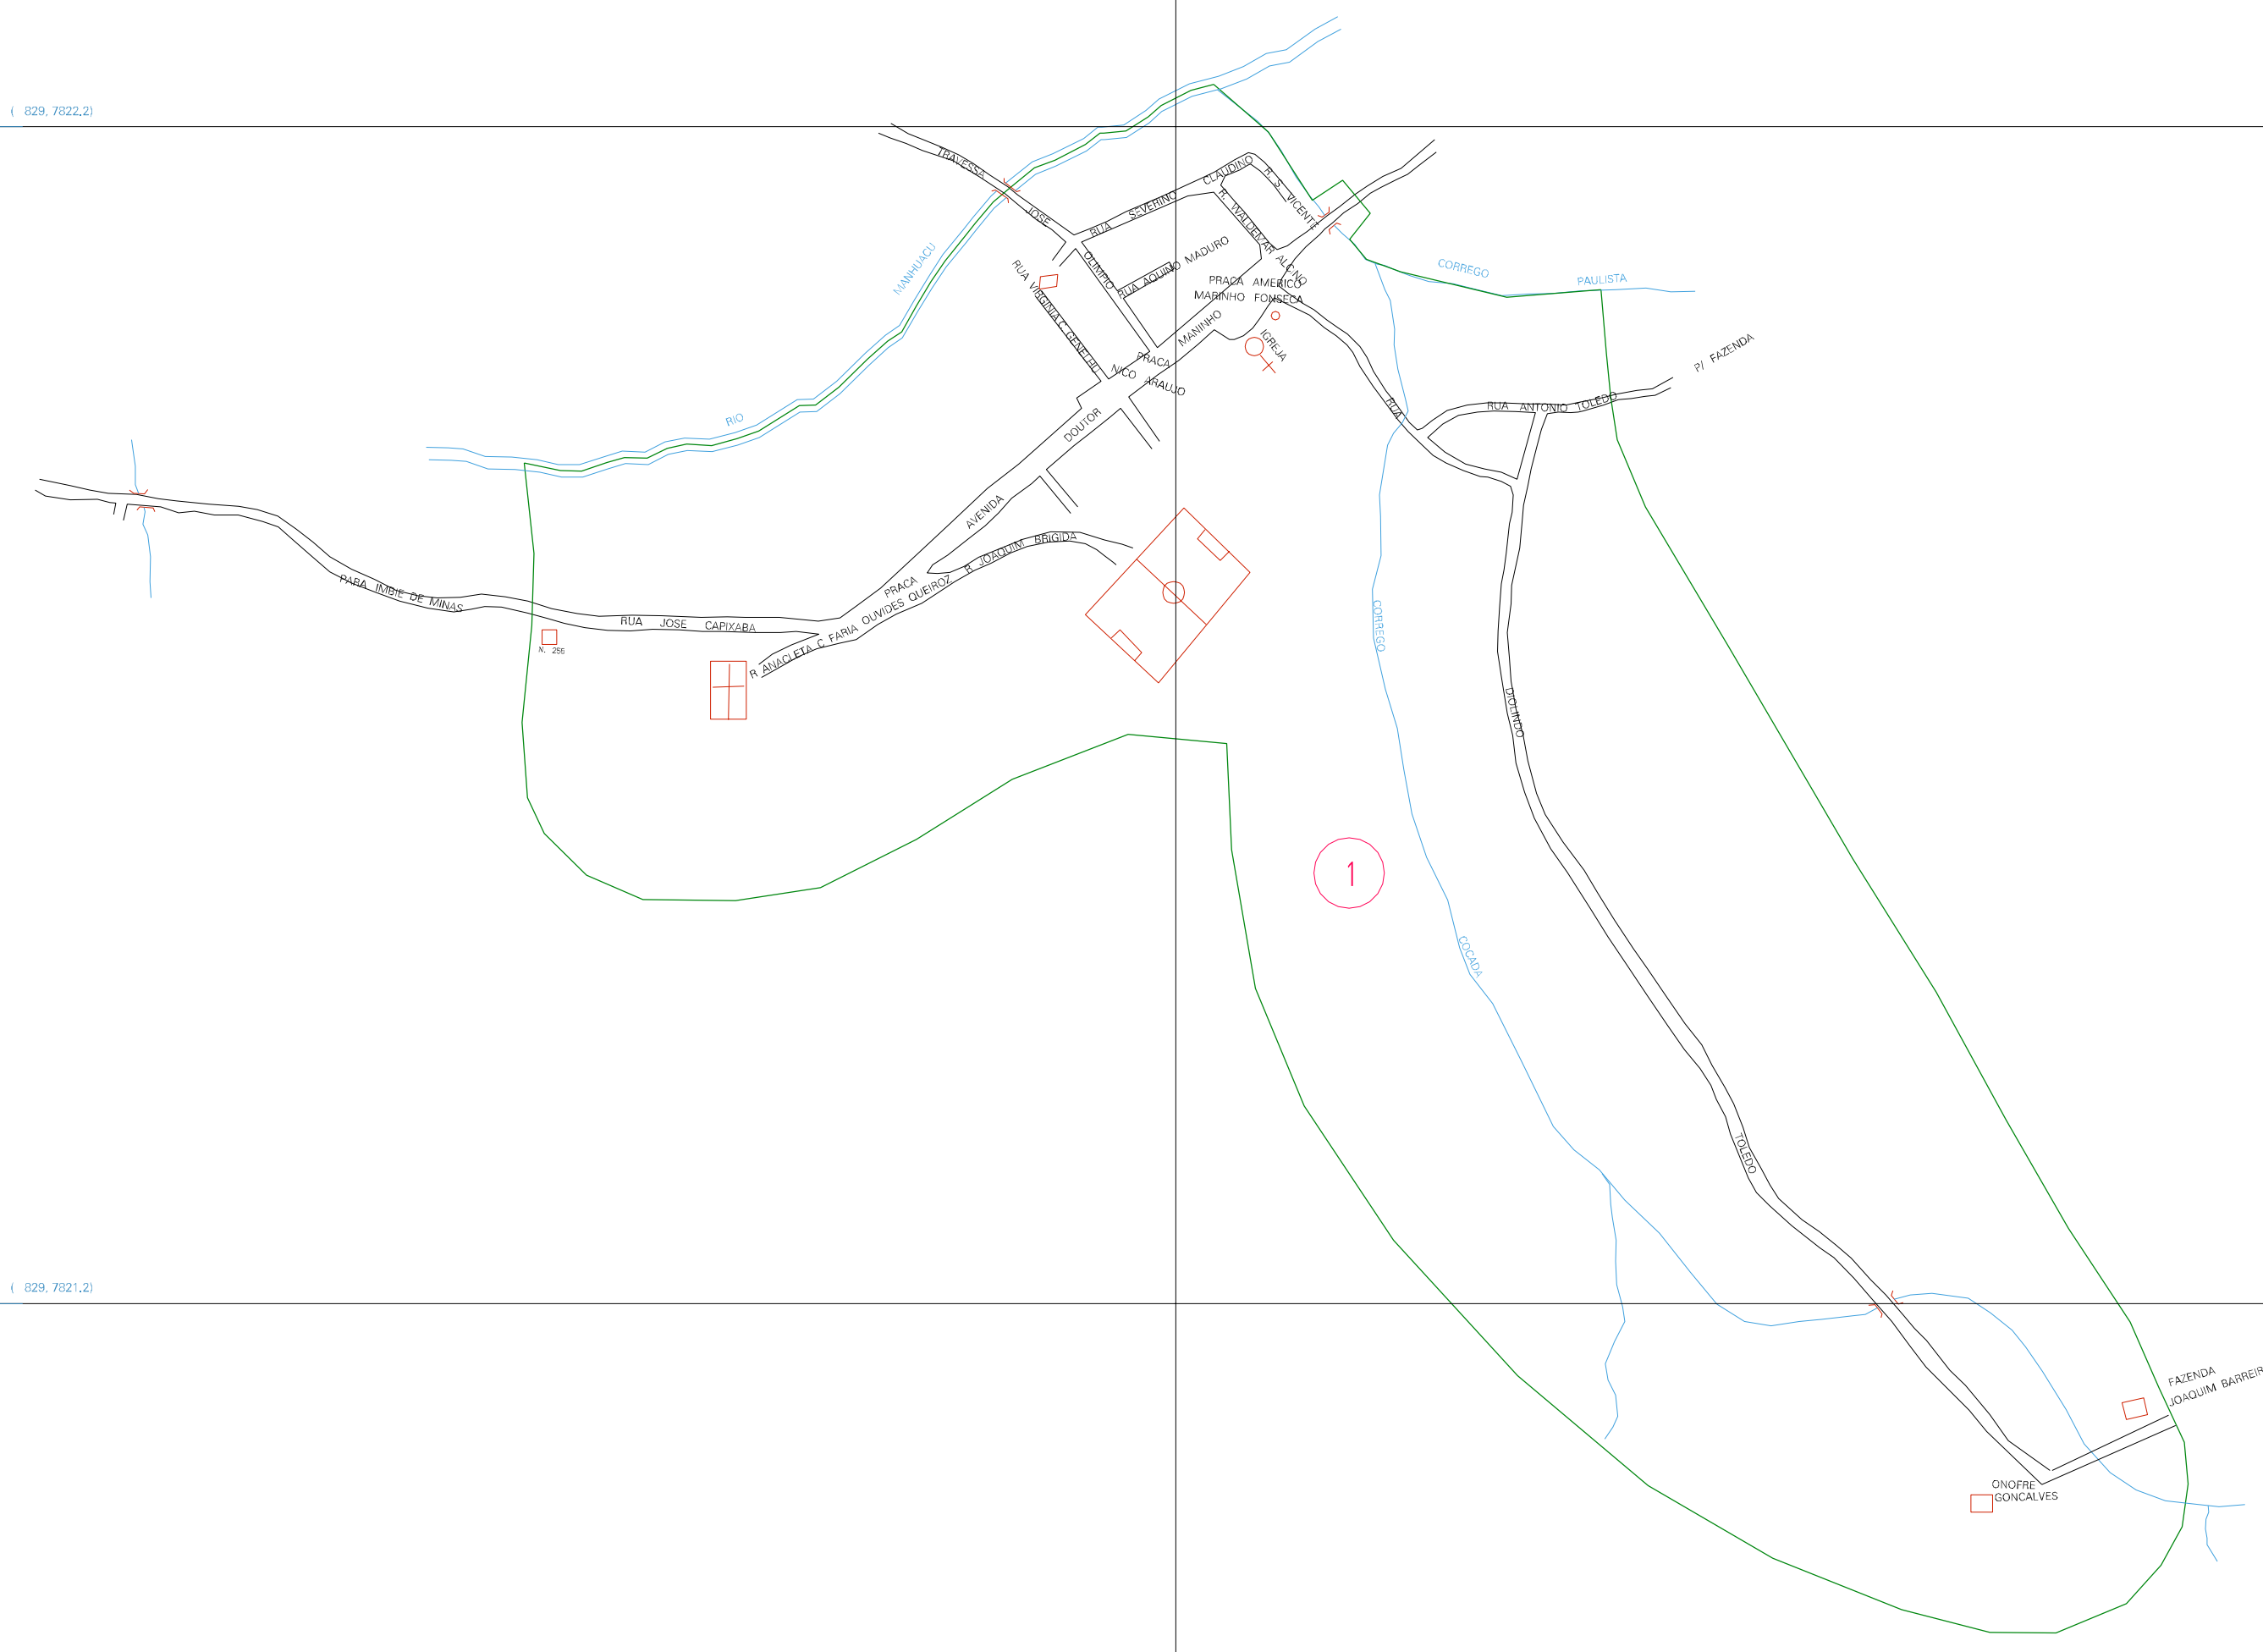 ( 829, 7822,2)
TRAVESSA JOSE OLIMPIO
RUA SEVERINO CLAUDINO
R. S. VICENTE
R. WALDEMAR ALCINO
RUA AQUINO MADURO
RUA VIRGINIA C. GENELHU
PRACA AMERICO
MARINHO FONSECA
IGREJA
CORREGO PAULISTA
RIO MANHUACU
PRACA
NICO ARAUJO
AVENIDA DOUTOR MANINHO
P/ FAZENDA
RUA ANTONIO TOLEDO
RUA DIOLINDO TOLEDO
R JOAQUIM BRIGIDA
PRACA
C FARIA OUVIDES QUEIROZ
R ANACLETA
RUA JOSE CAPIXABA
PARA IMBIE DE MINAS
N. 256
CORREGO COCADA
1
( 829, 7821,2)
FAZENDA
JOAQUIM BARREIR
ONOFRE
GONCALVES